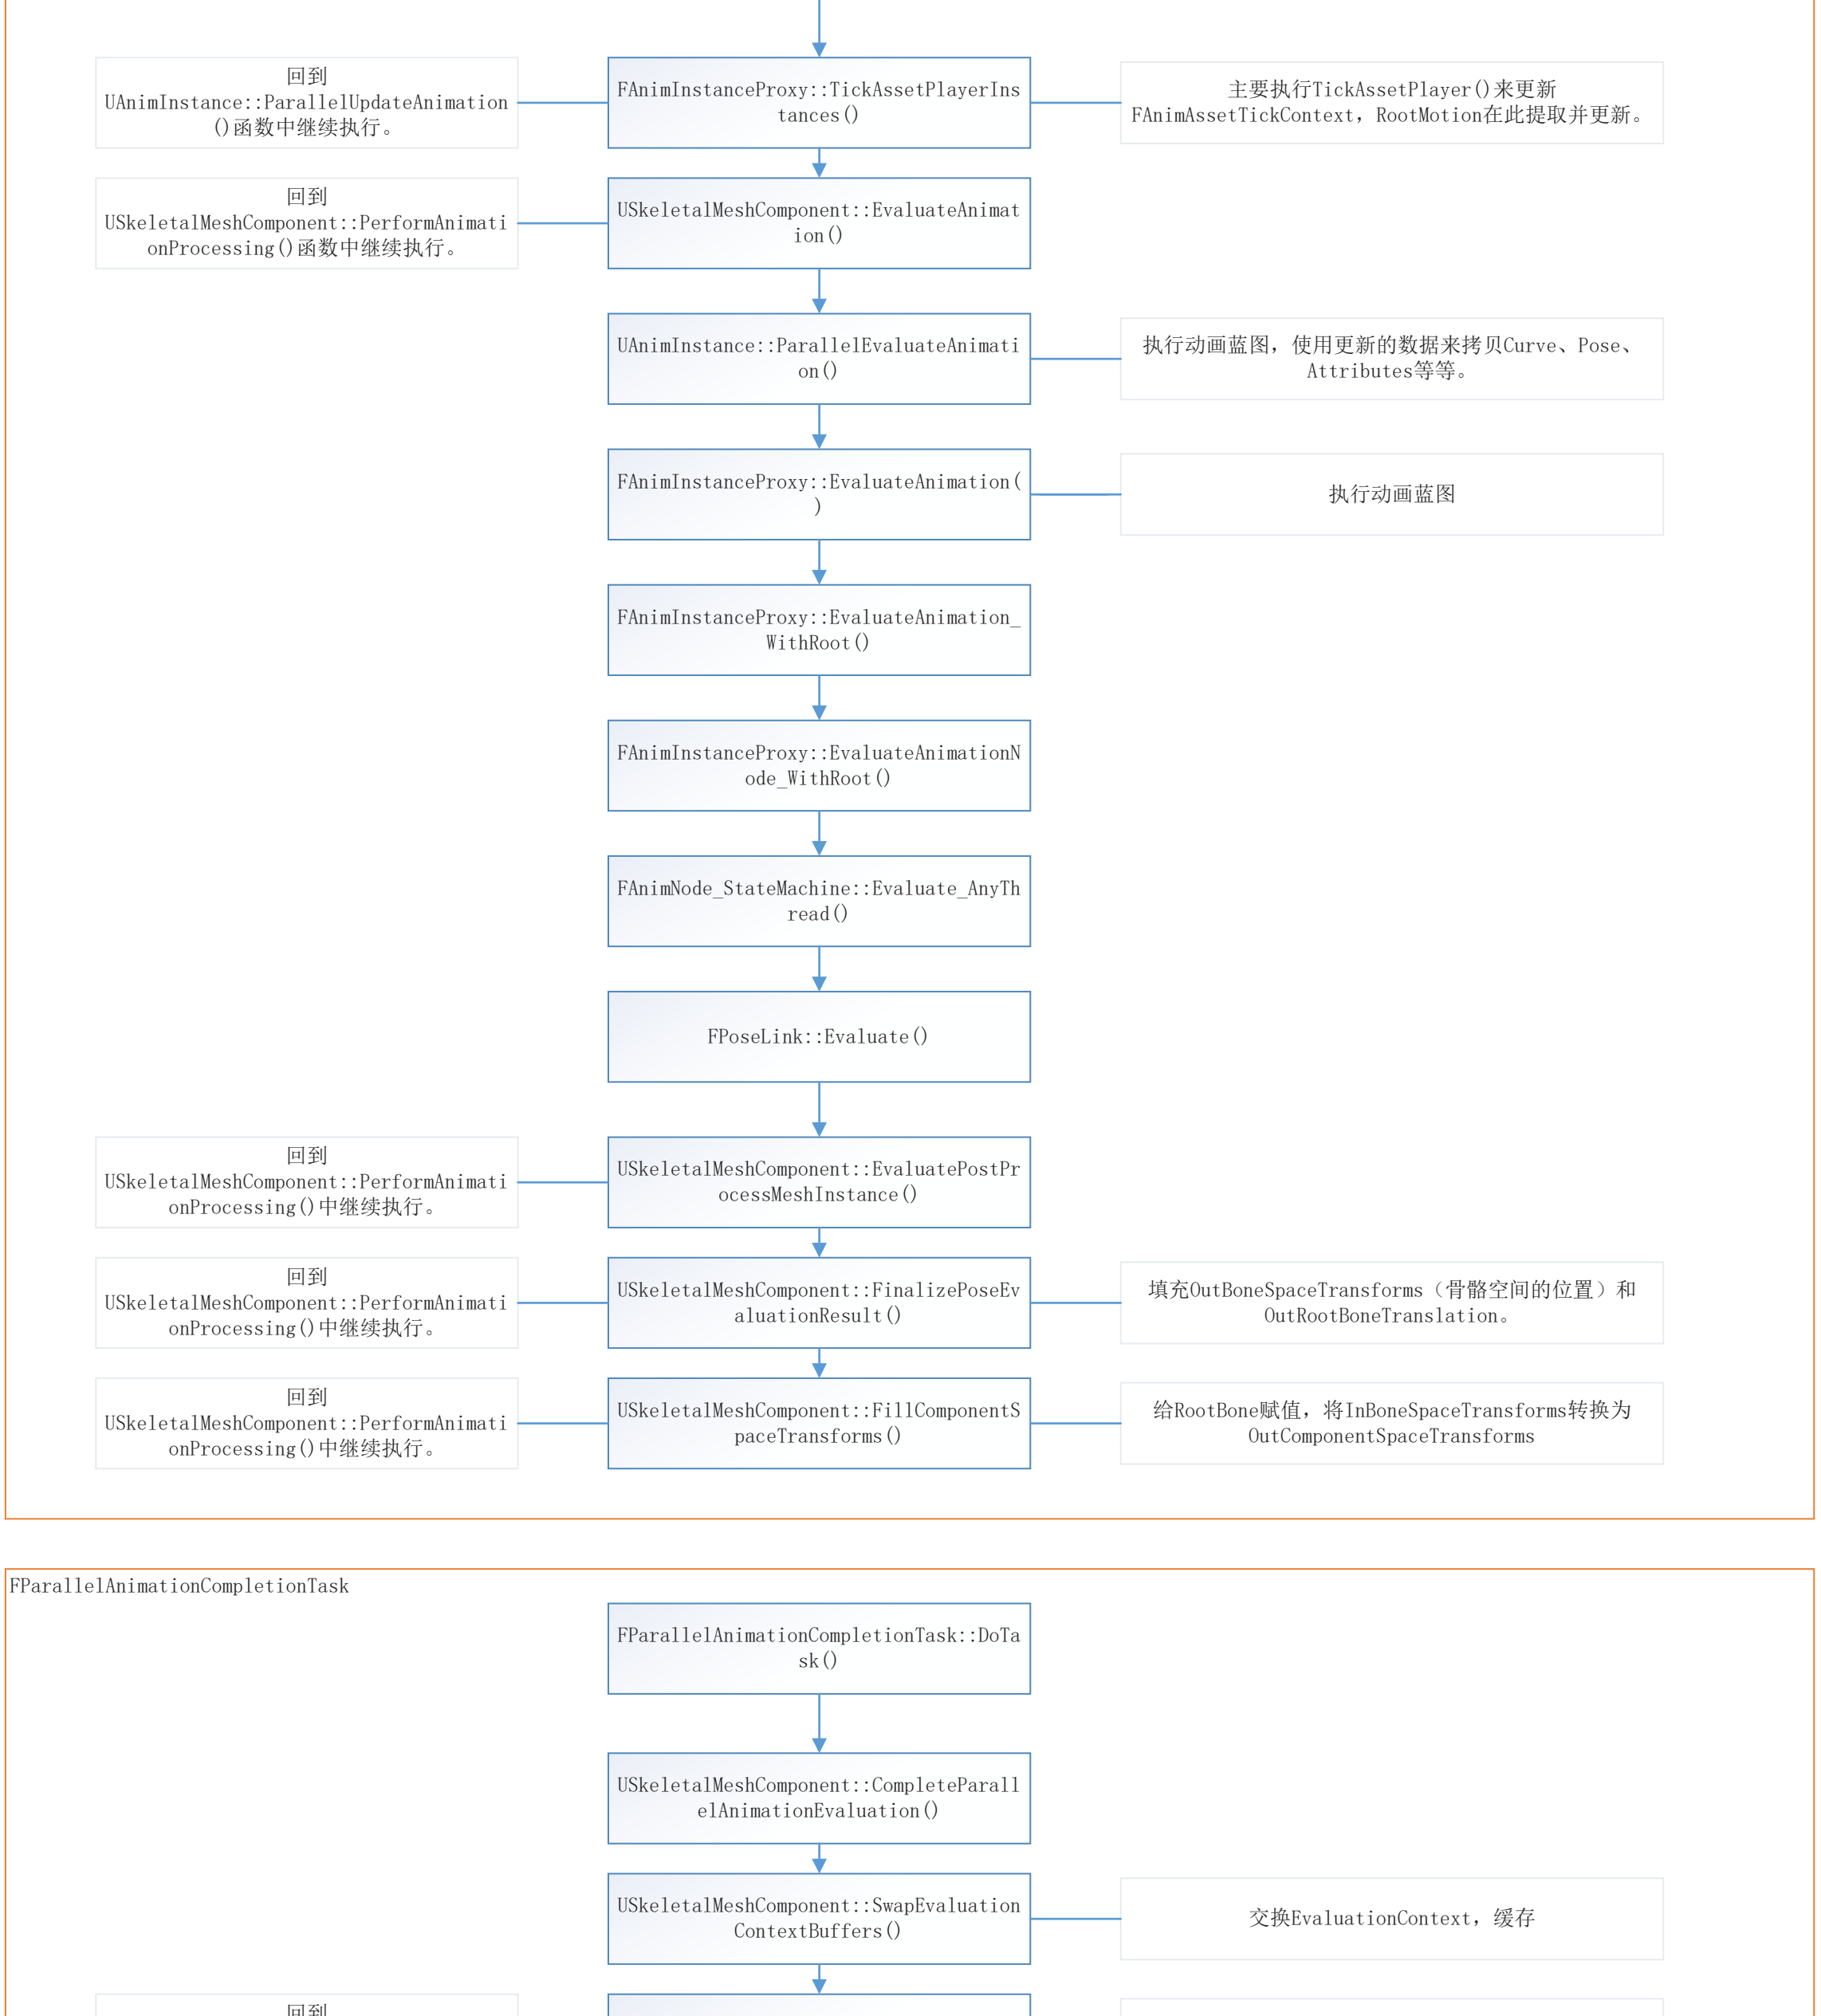 回到
UAnimInstance::ParallelUpdateAnimation
()函数中继续执行。
FAnimInstanceProxy::TickAssetPlayerIns
tances()
主要执行TickAssetPlayer()来更新
FAnimAssetTickContext，RootMotion在此提取并更新。
回到
USkeletalMeshComponent::PerformAnimati
onProcessing()函数中继续执行。
USkeletalMeshComponent::EvaluateAnimat
ion()
UAnimInstance::ParallelEvaluateAnimati
on()
执行动画蓝图，使用更新的数据来拷贝Curve、Pose、
Attributes等等。
FAnimInstanceProxy::EvaluateAnimation(
)
执行动画蓝图
FAnimInstanceProxy::EvaluateAnimation_
WithRoot()
FAnimInstanceProxy::EvaluateAnimationN
ode_WithRoot()
FAnimNode_StateMachine::Evaluate_AnyTh
read()
FPoseLink::Evaluate()
回到
USkeletalMeshComponent::PerformAnimati
onProcessing()中继续执行。
USkeletalMeshComponent::EvaluatePostPr
ocessMeshInstance()
回到
USkeletalMeshComponent::PerformAnimati
onProcessing()中继续执行。
USkeletalMeshComponent::FinalizePoseEv
aluationResult()
填充OutBoneSpaceTransforms（骨骼空间的位置）和
OutRootBoneTranslation。
回到
USkeletalMeshComponent::PerformAnimati
onProcessing()中继续执行。
USkeletalMeshComponent::FillComponentS
paceTransforms()
给RootBone赋值，将InBoneSpaceTransforms转换为
OutComponentSpaceTransforms
FParallelAnimationCompletionTask
FParallelAnimationCompletionTask::DoTa
sk()
USkeletalMeshComponent::CompleteParall
elAnimationEvaluation()
USkeletalMeshComponent::SwapEvaluation
ContextBuffers()
交换EvaluationContext，缓存
回到